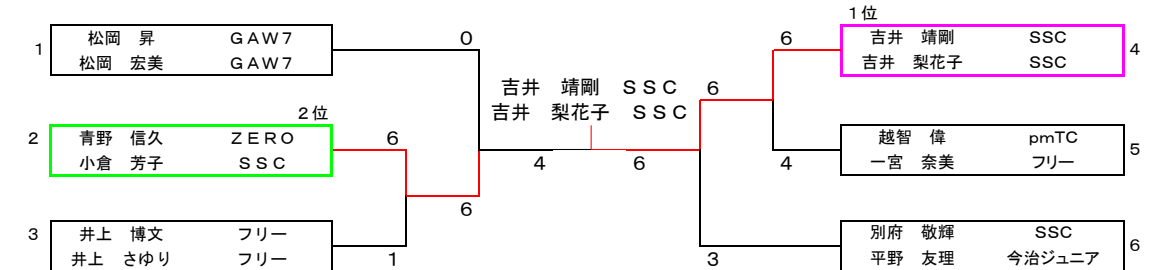 1位
1 松岡 昇 GAW7
松岡 宏美 GAW7
0
6
吉井 靖剛 SSC
吉井 梨花子 SSC
4
吉井 靖剛 SSC
吉井 梨花子 SSC
6
2位
2 青野 信久 ZERO
小倉 芳子 SSC
6
4
6
6
4
越智 偉 pmTC
一宮 奈美 フリー
5
3 井上 博文 フリー
井上 さゆり フリー
1
3
別府 敬輝 SSC
平野 友理 今治ジュニア
6